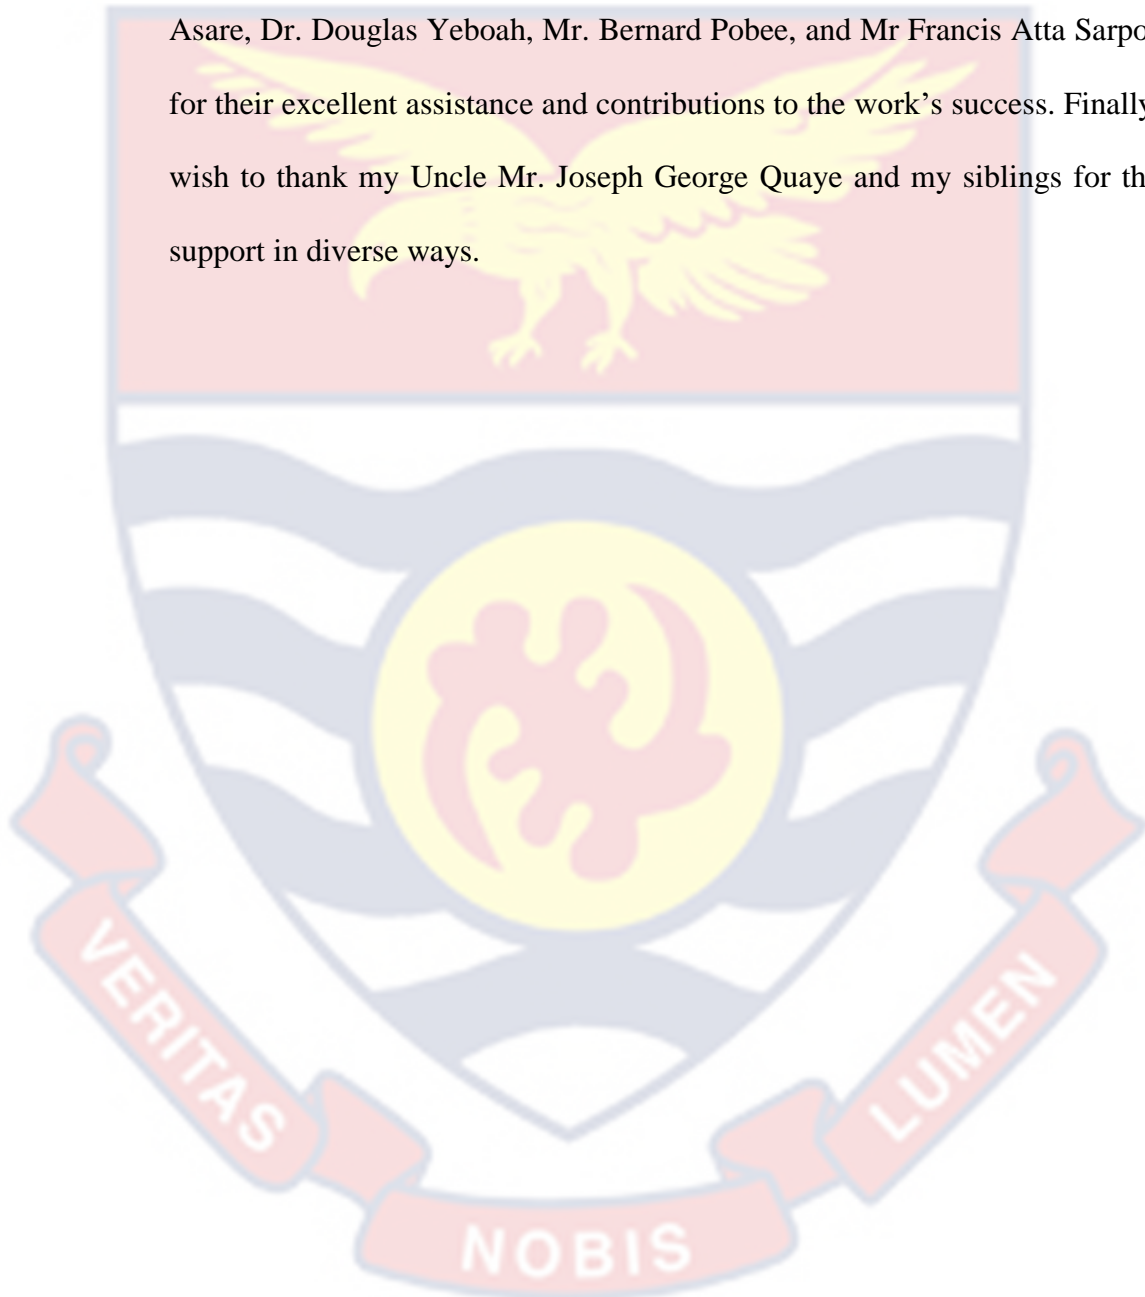 Asare, Dr. Douglas Yeboah, Mr. Bernard Pobee, and Mr Francis Atta Sarpo
for their excellent assistance and contributions to the work’s success. Finally
wish to thank my Uncle Mr. Joseph George Quaye and my siblings for th
support in diverse ways.
VERITAS
NOBIS
LUMEN